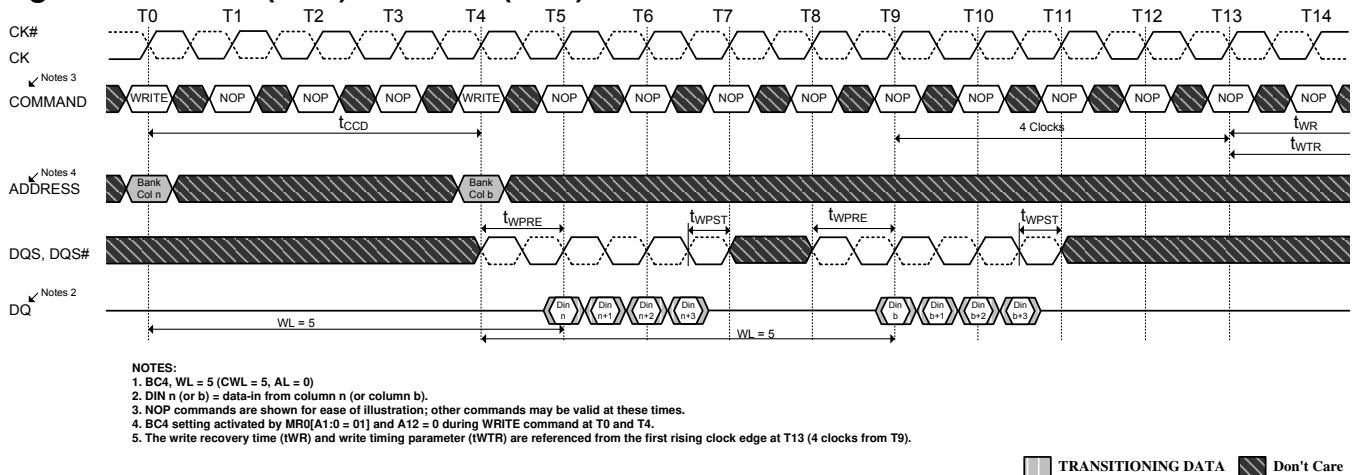 T0 T1 T2 T3 T4 T5 T6 T7 T8 T9 T10 T11 T12 T13 T14
CK#
CK
Notes 3
COMMAND WRITE NOP NOP NOP WRITE NOP NOP NOP NOP NOP NOP NOP NOP NOP NOP
tCCD 4 Clocks tWR
tWTR
Notes 4
ADDRESS Bank Col n Bank Col b
tWPRE tWPST tWPRE tWPST
DQS, DQS#
Notes 2
DQ Din n Din n+1 Din n+2 Din n+3 Din b Din b+1 Din b+2 Din b+3
WL = 5 WL = 5
NOTES:
1. BC4, WL = 5 (CWL = 5, AL = 0)
2. DIN n (or b) = data-in from column n (or column b).
3. NOP commands are shown for ease of illustration; other commands may be valid at these times.
4. BC4 setting activated by MR0[A1:0 = 01] and A12 = 0 during WRITE command at T0 and T4.
5. The write recovery time (tWR) and write timing parameter (tWTR) are referenced from the first rising clock edge at T13 (4 clocks from T9).
TRANSITIONING DATA Don't Care